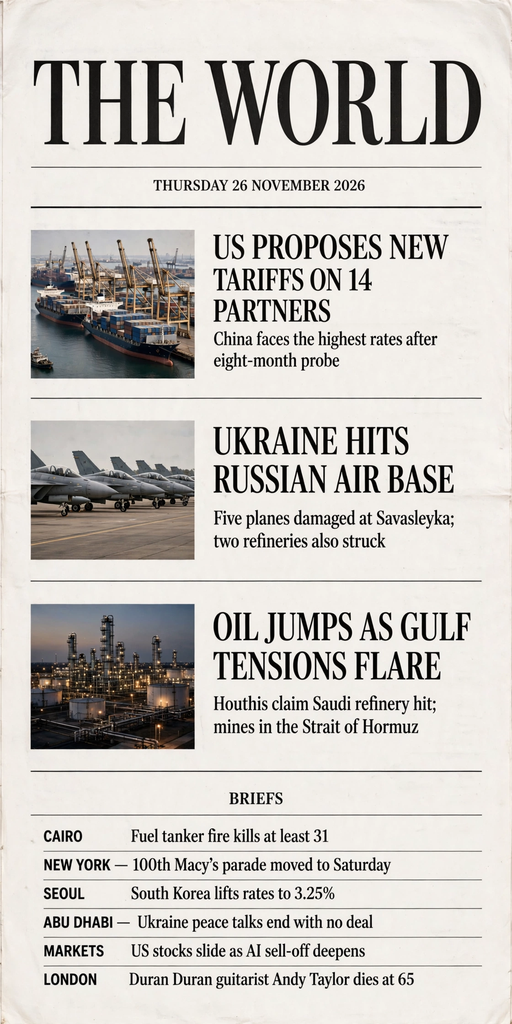 THE WORLD
THURSDAY 26 NOVEMBER 2026
US PROPOSES NEW
TARIFFS ON 14
PARTNERS
China faces the highest rates after
eight-month probe
UKRAINE HITS
RUSSIAN AIR BASE
Five planes damaged at Savasleyka;
two refineries also struck
OIL JUMPS AS GULF
TENSIONS FLARE
Houthis claim Saudi refinery hit;
mines in the Strait of Hormuz
BRIEFS
CAIRO Fuel tanker fire kills at least 31
NEW YORK — 100th Macy's parade moved to Saturday
SEOUL South Korea lifts rates to 3.25%
ABU DHABI — Ukraine peace talks end with no deal
MARKETS US stocks slide as AI sell-off deepens
LONDON Duran Duran guitarist Andy Taylor dies at 65